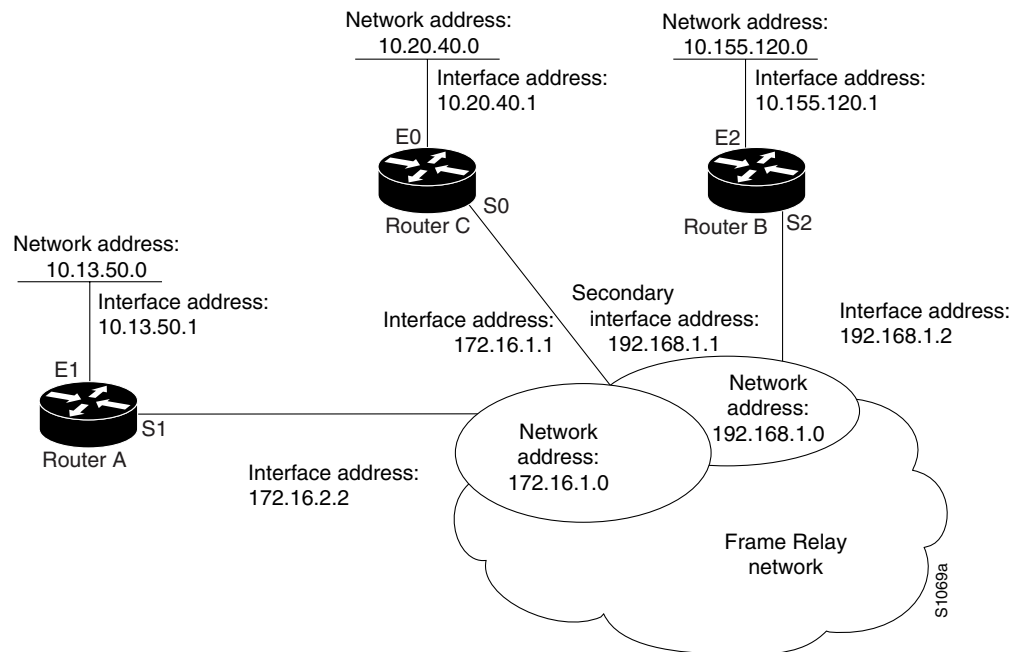 Network address:
10.20.40.0
Interface address:
10.20.40.1
E0
S0
Router C
Network address:
10.155.120.0
Interface address:
10.155.120.1
E2
S2
Router B
Network address:
10.13.50.0
Interface address:
10.13.50.1
E1
S1
Router A
Interface address:
172.16.1.1
Secondary
interface address:
192.168.1.1
Interface address:
192.168.1.2
Interface address:
172.16.2.2
Network
address:
172.16.1.0
Network
address:
192.168.1.0
Frame Relay
network
S1069a